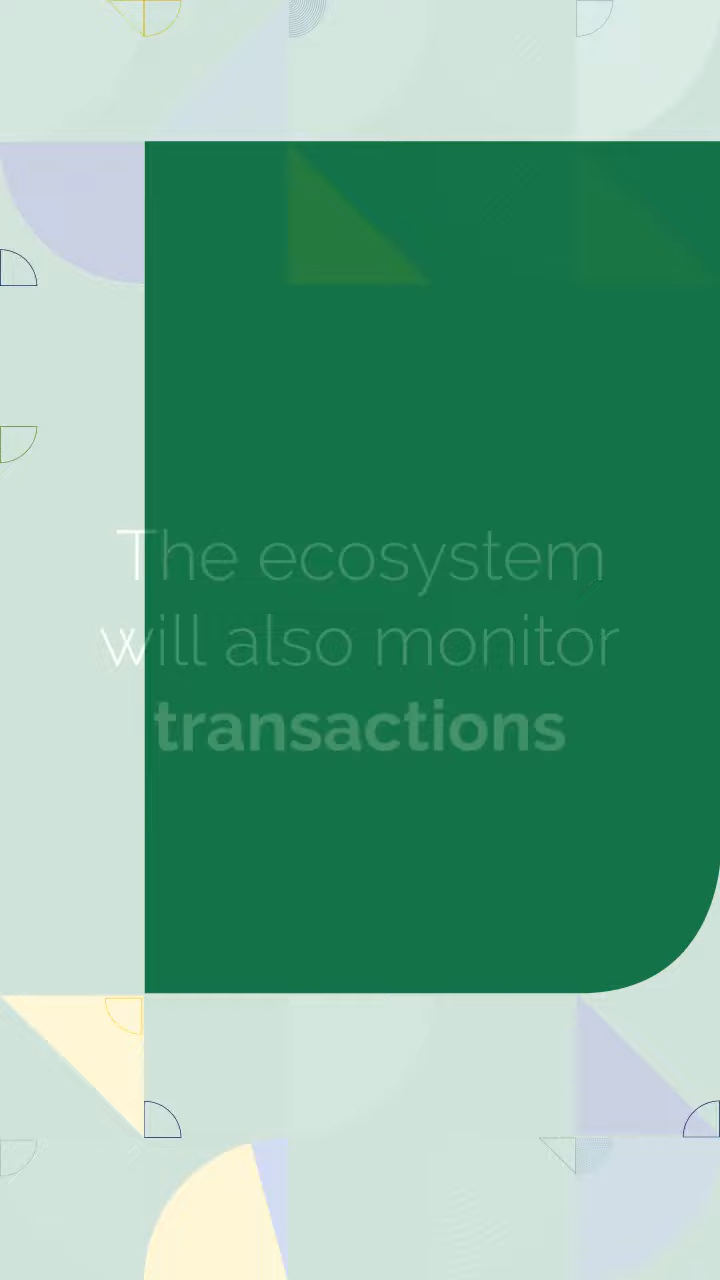 The ecosystem
will also monitor
transactions